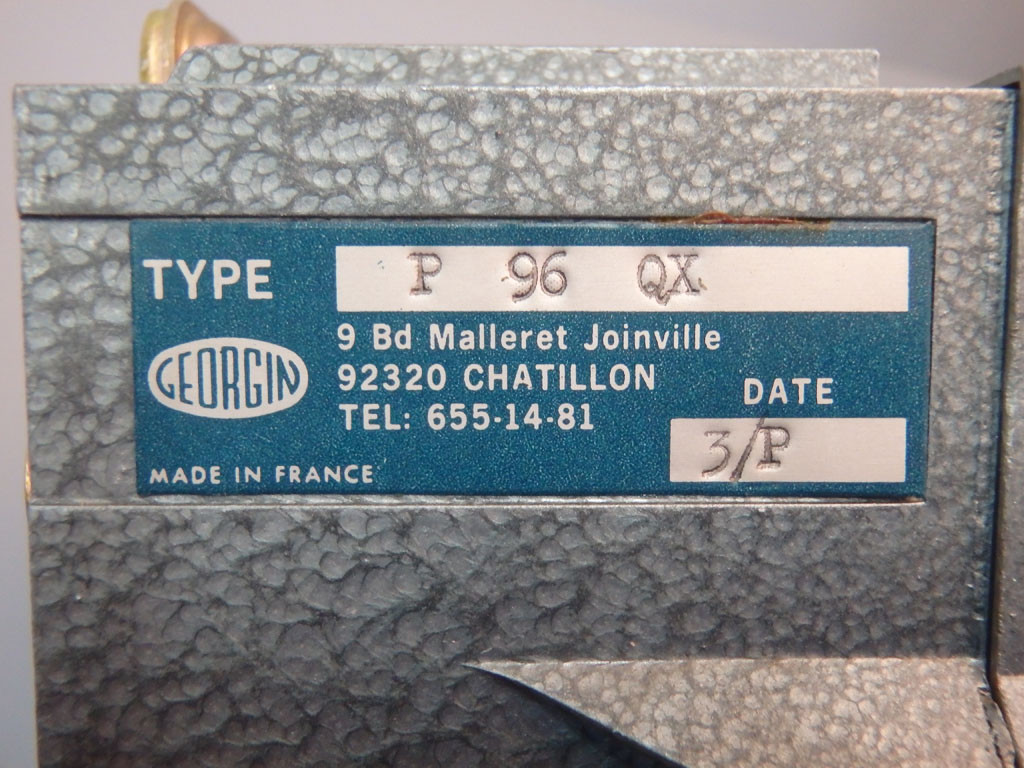 TYPE P 96 QX
GEORGIN
9 Bd Malleret Joinville
92320 CHATILLON
TEL: 655-14-81
DATE
3/P
MADE IN FRANCE